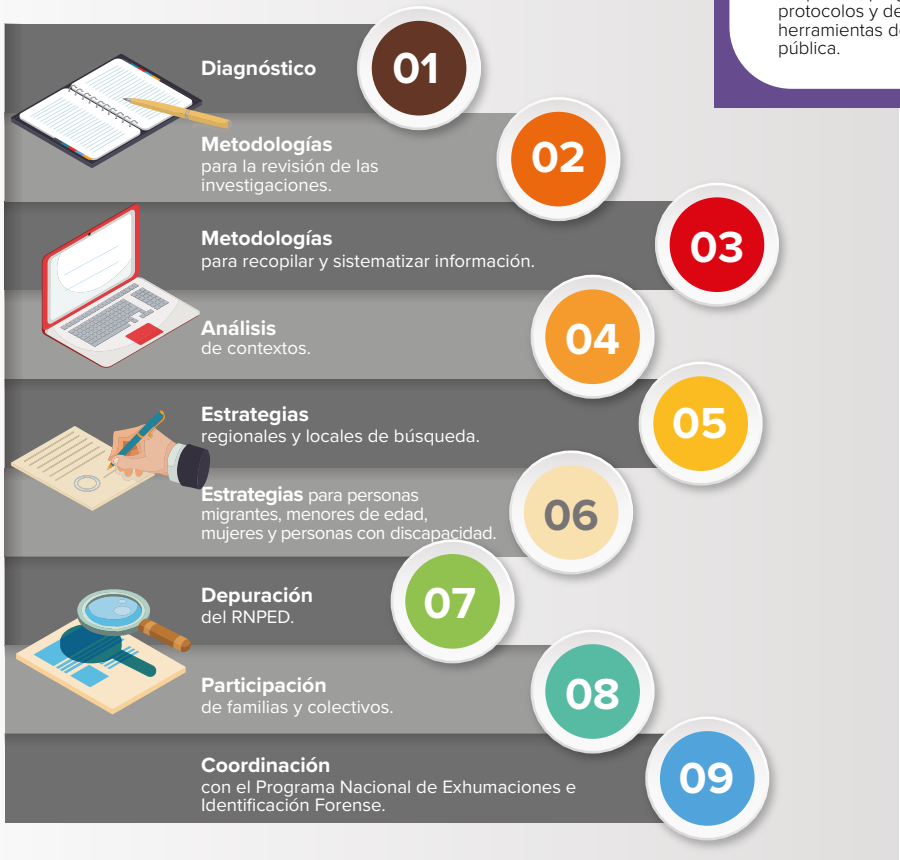 protocolos y de
herramientas de
pública.
Diagnóstico
01
Metodologías
para la revisión de las
investigaciones.
02
Metodologías
para recopilar y sistematizar información.
03
Análisis
de contextos.
04
Estrategias
regionales y locales de búsqueda.
05
Estrategias para personas
migrantes, menores de edad,
mujeres y personas con discapacidad.
06
Depuración
del RNPED.
07
Participación
de familias y colectivos.
08
Coordinación
con el Programa Nacional de Exhumaciones e
Identificación Forense.
09